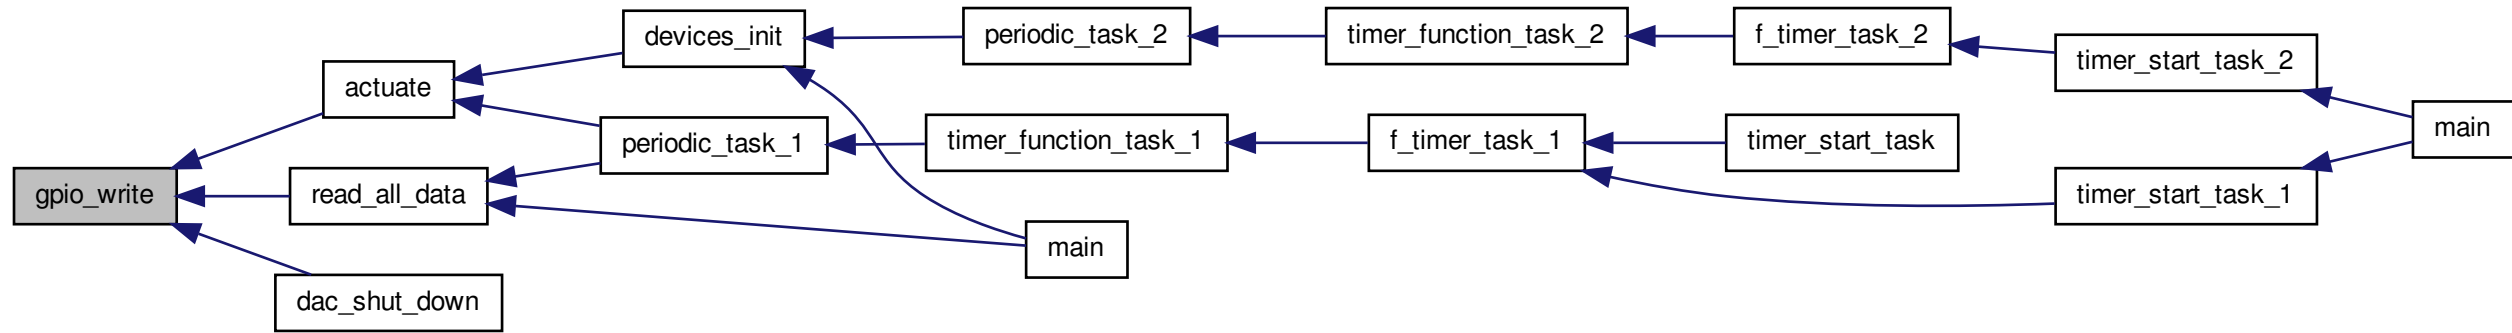 devices_init
periodic_task_2
timer_function_task_2
f_timer_task_2
timer_start_task_2
actuate
main
periodic_task_1
timer_function_task_1
f_timer_task_1
timer_start_task
gpio_write
read_all_data
timer_start_task_1
main
dac_shut_down